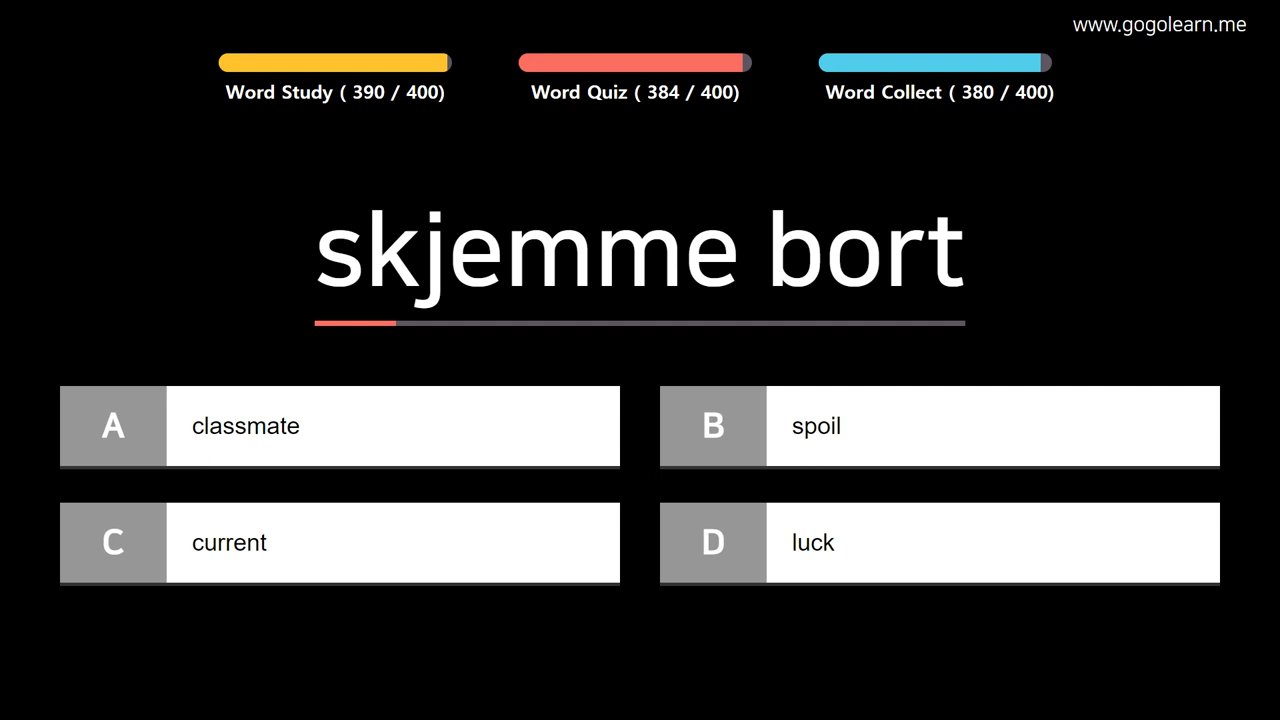 www.gogolearn.me
Word Study ( 390 / 400)
Word Quiz ( 384 / 400)
Word Collect ( 380 / 400)
skjemme bort
A classmate
B spoil
C current
D luck